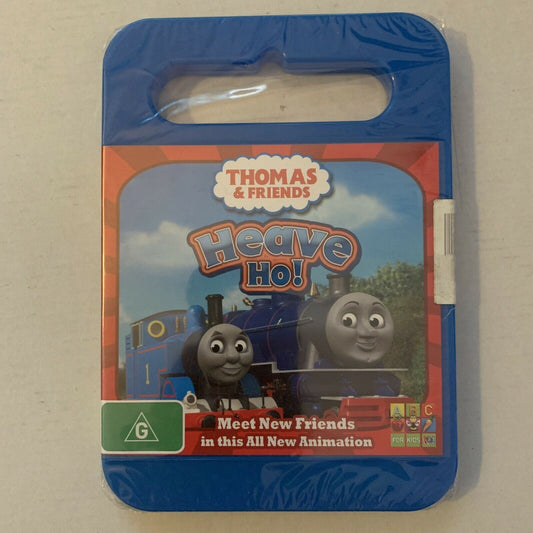 THOMAS
& FRIENDS
Heave
Ho!
1
Meet New Friends
in this All New Animation
G
A B C
FOR KIDS